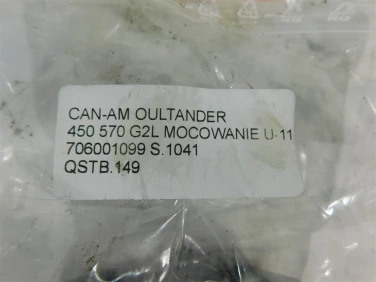 CAN-AM OULTANDER
450 570 G2L MOCOWANIE U-11
706001099 S.1041
QSTB.149